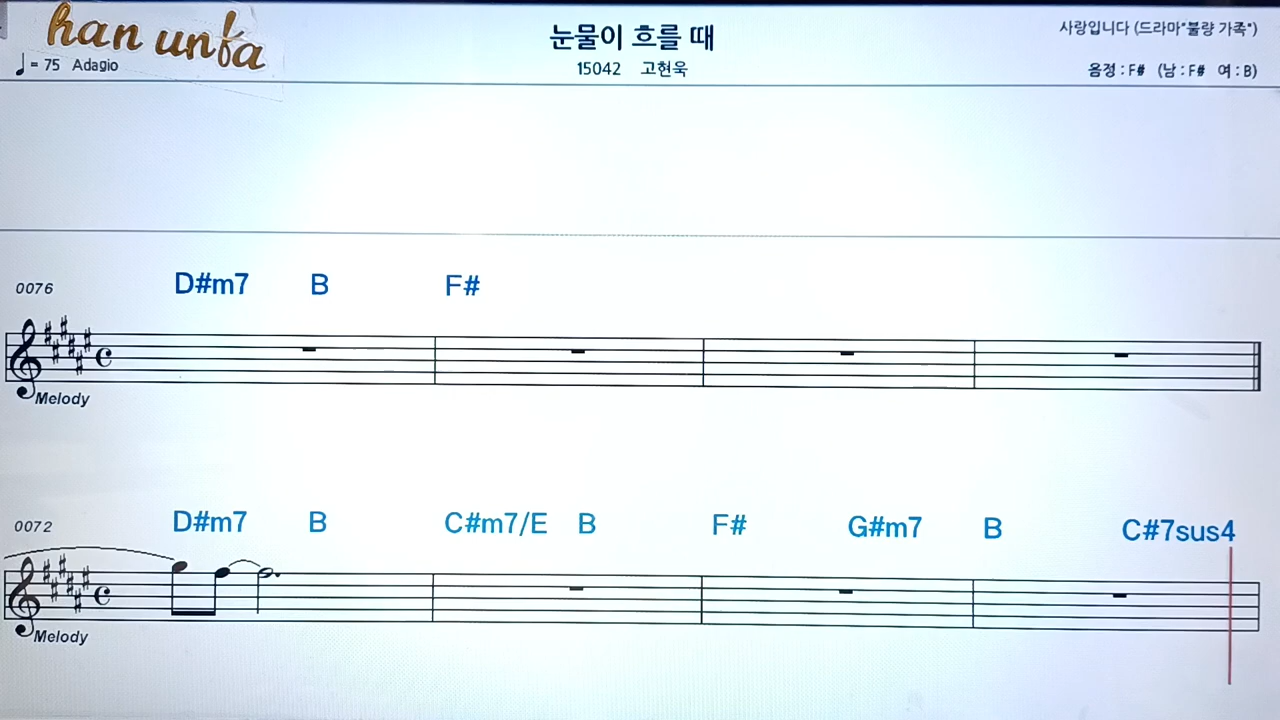 han unfa
♩ = 75 Adagio
눈물이 흐를 때
15042 고현욱
사랑입니다 (드라마"불량 가족")
음정 : F# (남 : F# 여 : B)
0076 D#m7 B F#
Melody
0072 D#m7 B C#m7/E B F# G#m7 B C#7sus4
Melody